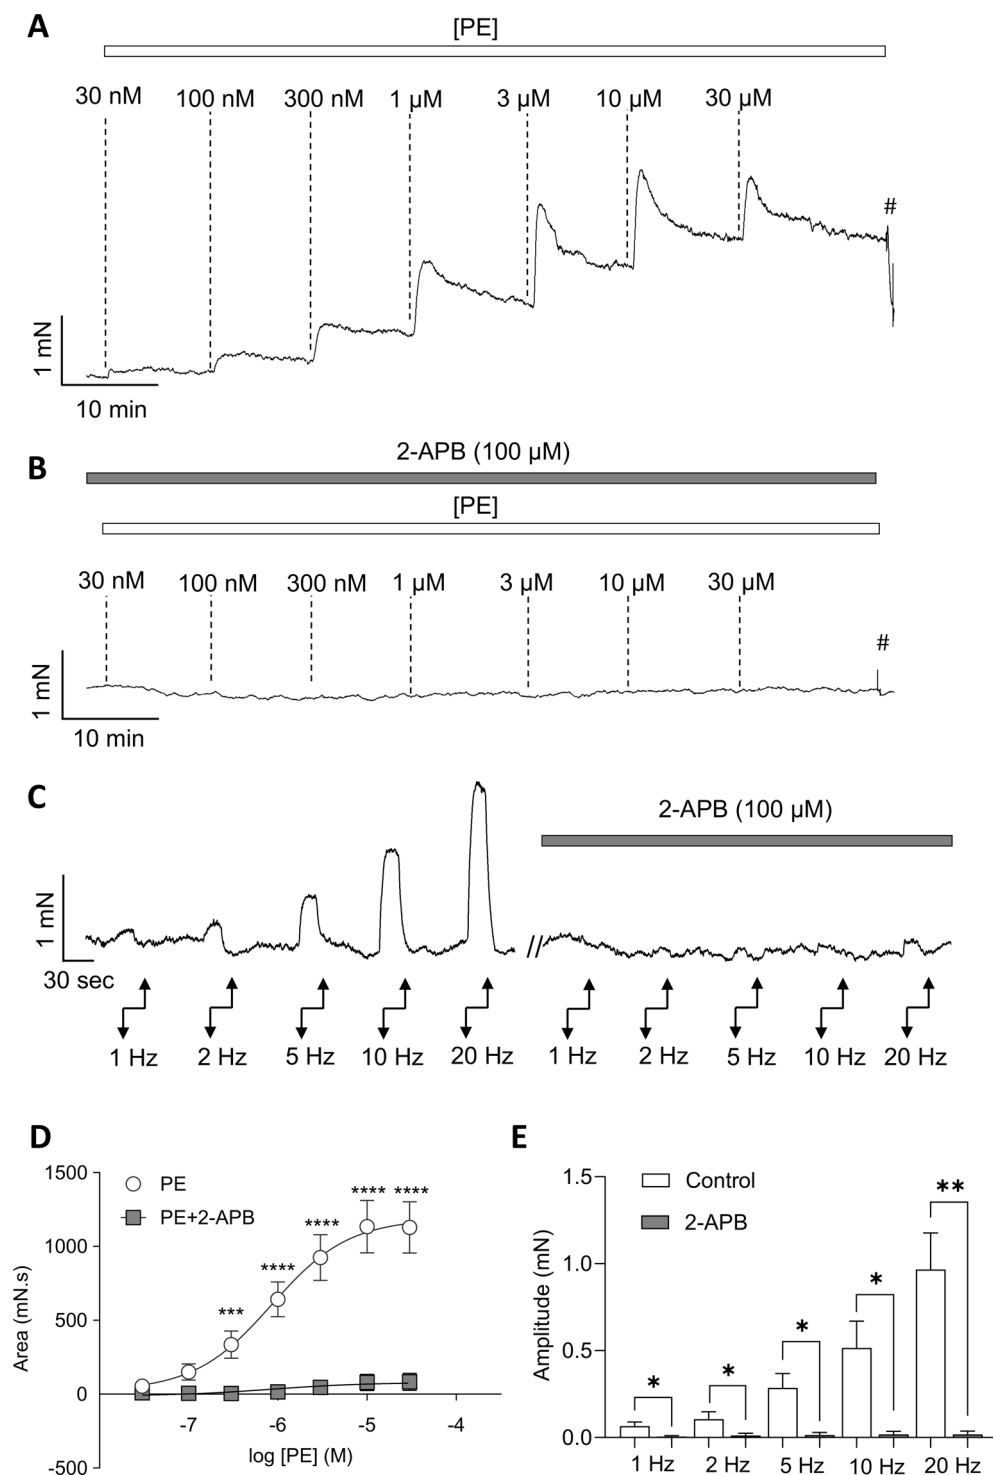 A
[PE]
30 nM 100 nM 300 nM 1 µM 3 µM 10 µM 30 µM
#
1 mN
10 min
B
2-APB (100 µM)
[PE]
30 nM 100 nM 300 nM 1 µM 3 µM 10 µM 30 µM
#
1 mN
10 min
C
2-APB (100 µM)
1 mN
//
30 sec
1 Hz 2 Hz 5 Hz 10 Hz 20 Hz 1 Hz 2 Hz 5 Hz 10 Hz 20 Hz
D
1500
1000
500
0
-500
Area (mN.s)
PE
PE+2-APB
*** **** **** **** ****
-7 -6 -5 -4
log [PE] (M)
E
1.5
1.0
0.5
0.0
Amplitude (mN)
Control
2-APB
* * * * **
1 Hz 2 Hz 5 Hz 10 Hz 20 Hz